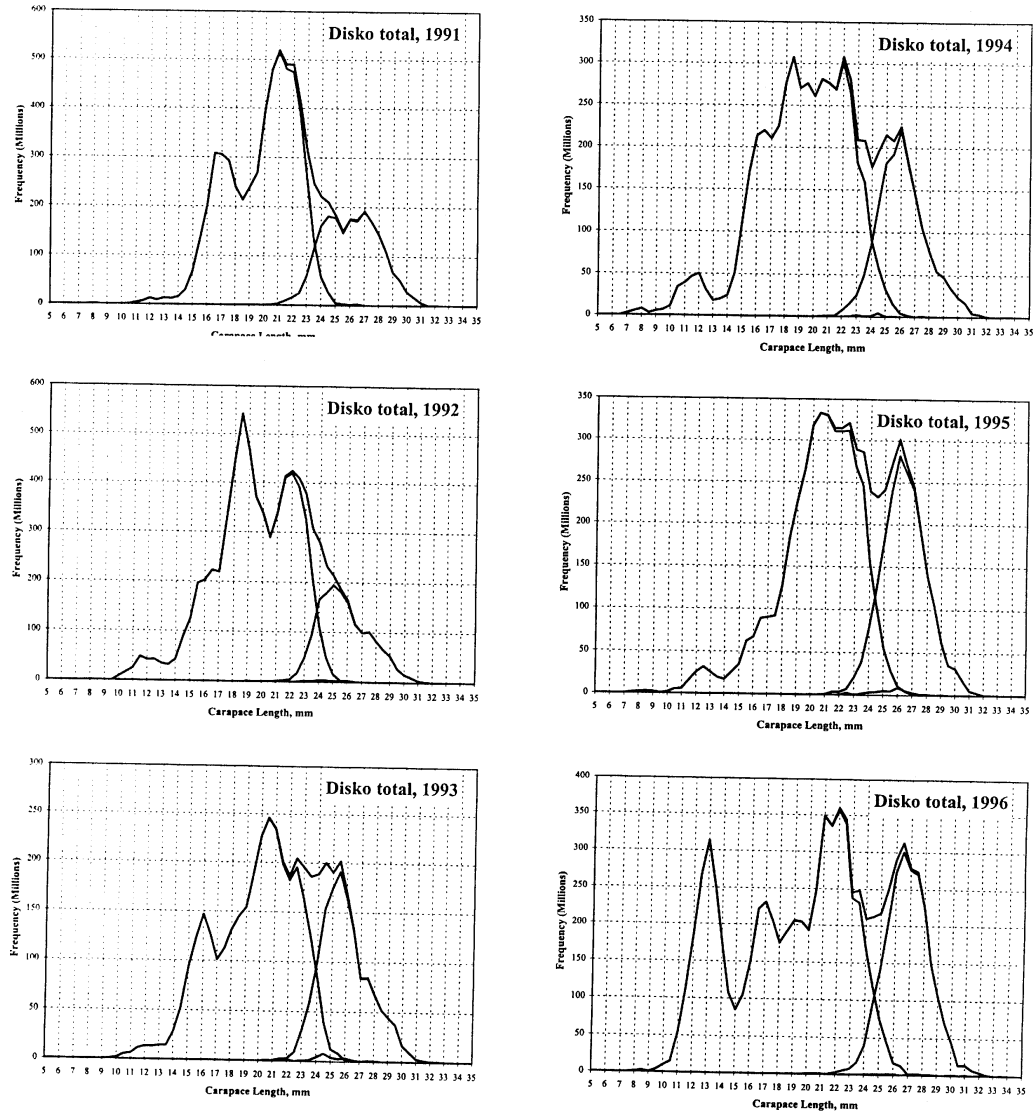 Disko total, 1991
Frequency (Millions)
600
500
400
300
200
100
0
5 6 7 8 9 10 11 12 13 14 15 16 17 18 19 20 21 22 23 24 25 26 27 28 29 30 31 32 33 34 35
Carapace Length, mm
Disko total, 1992
Frequency (Millions)
600
500
400
300
200
100
0
5 6 7 8 9 10 11 12 13 14 15 16 17 18 19 20 21 22 23 24 25 26 27 28 29 30 31 32 33 34 35
Carapace Length, mm
Disko total, 1993
Frequency (Millions)
300
250
200
150
100
50
0
5 6 7 8 9 10 11 12 13 14 15 16 17 18 19 20 21 22 23 24 25 26 27 28 29 30 31 32 33 34 35
Carapace Length, mm
Disko total, 1994
Frequency (Millions)
350
300
250
200
150
100
50
0
5 6 7 8 9 10 11 12 13 14 15 16 17 18 19 20 21 22 23 24 25 26 27 28 29 30 31 32 33 34 35
Carapace Length, mm
Disko total, 1995
Frequency (Millions)
350
300
250
200
150
100
50
0
5 6 7 8 9 10 11 12 13 14 15 16 17 18 19 20 21 22 23 24 25 26 27 28 29 30 31 32 33 34 35
Carapace Length, mm
Disko total, 1996
Frequency (Millions)
400
350
300
250
200
150
100
50
0
5 6 7 8 9 10 11 12 13 14 15 16 17 18 19 20 21 22 23 24 25 26 27 28 29 30 31 32 33 34 35
Carapace Length, mm